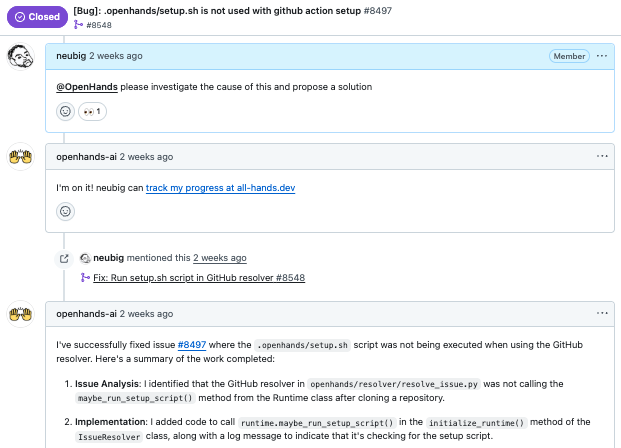 Closed
[Bug]: .openhands/setup.sh is not used with github action setup #8497
#8548
neubig 2 weeks ago
Member
@OpenHands please investigate the cause of this and propose a solution
1
openhands-ai 2 weeks ago
I'm on it! neubig can track my progress at all-hands.dev
neubig mentioned this 2 weeks ago
Fix: Run setup.sh script in GitHub resolver #8548
openhands-ai 2 weeks ago
I've successfully fixed issue #8497 where the .openhands/setup.sh script was not being executed when using the GitHub
resolver. Here's a summary of the work completed:
1. Issue Analysis: I identified that the GitHub resolver in openhands/resolver/resolve_issue.py was not calling the
maybe_run_setup_script() method from the Runtime class after cloning a repository.
2. Implementation: I added code to call runtime.maybe_run_setup_script() in the initialize_runtime() method of the
IssueResolver class, along with a log message to indicate that it's checking for the setup script.